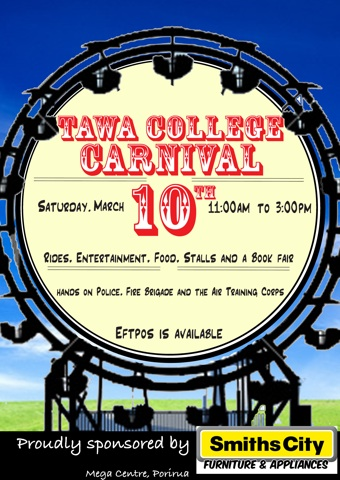 TAWA COLLEGE
CARNIVAL
SATURDAY, MARCH 10TH 11:00AM TO 3:00PM
RIDES, ENTERTAINMENT, FOOD, STALLS AND A BOOK FAIR
HANDS ON POLICE, FIRE BRIGADE AND THE AIR TRAINING CORPS
EFTPOS IS AVAILABLE
Proudly sponsored by SmithsCity
FURNITURE & APPLIANCES
Mega Centre, Porirua